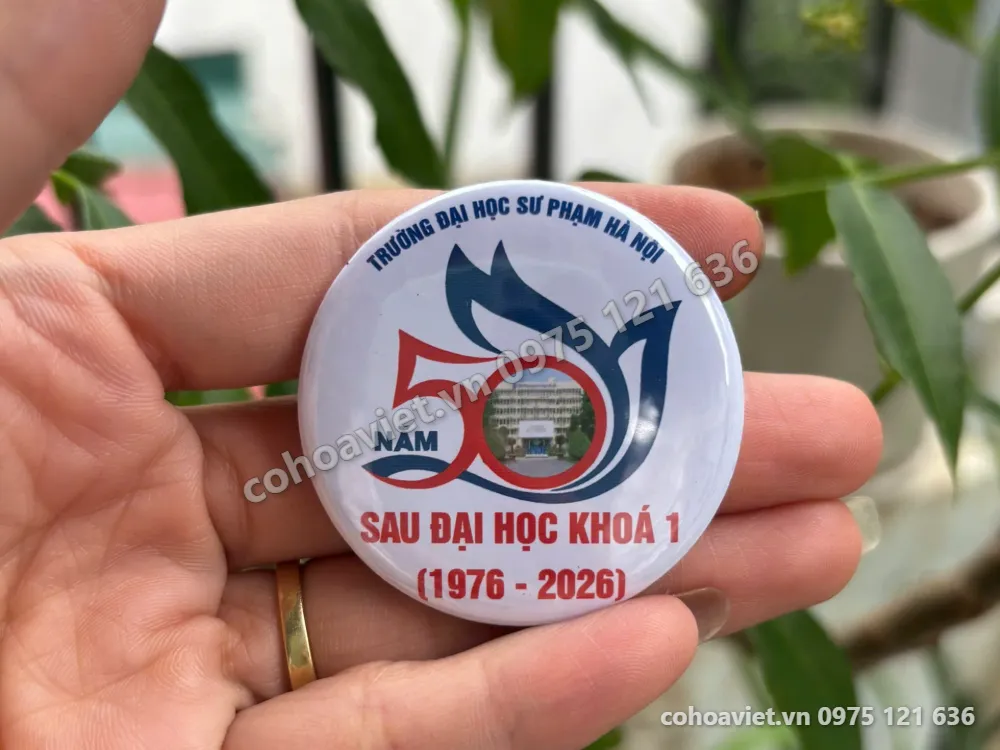 TRƯỜNG ĐẠI HỌC SƯ PHẠM HÀ NỘI
50
NĂM
SAU ĐẠI HỌC KHOÁ 1
(1976 - 2026)
cohoaviet.vn 0975 121 636
cohoaviet.vn 0975 121 636